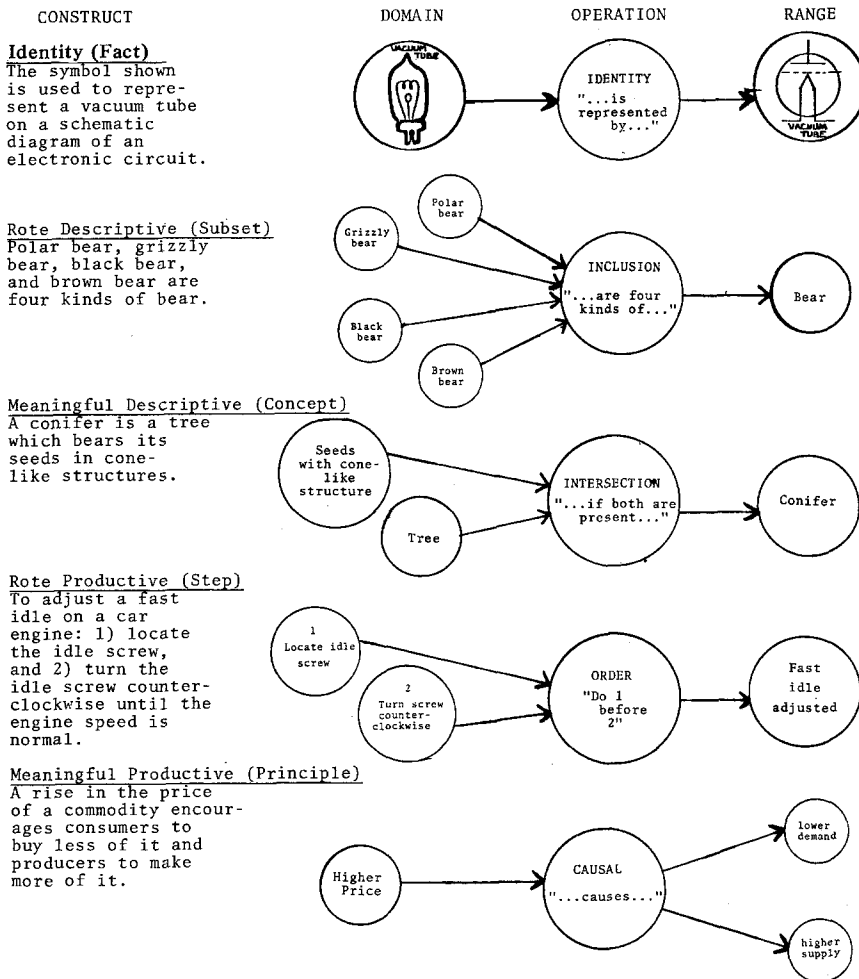 CONSTRUCT DOMAIN OPERATION RANGE
Identity (Fact)
The symbol shown
is used to repre-
sent a vacuum tube
on a schematic
diagram of an
electronic circuit.
VACUUM
TUBE
IDENTITY
"...is
represented
by..."
VACUUM
TUBE
Rote Descriptive (Subset)
Polar bear, grizzly
bear, black bear,
and brown bear are
four kinds of bear.
Polar
bear
Grizzly
bear
Black
bear
Brown
bear
INCLUSION
"...are four
kinds of..."
Bear
Meaningful Descriptive (Concept)
A conifer is a tree
which bears its
seeds in cone-
like structures.
Seeds
with cone-
like
structure
Tree
INTERSECTION
"...if both are
present..."
Conifer
Rote Productive (Step)
To adjust a fast
idle on a car
engine: 1) locate
the idle screw,
and 2) turn the
idle screw counter-
clockwise until the
engine speed is
normal.
1
Locate idle
screw
2
Turn screw
counter-
clockwise
ORDER
"Do 1
before
2"
Fast
idle
adjusted
Meaningful Productive (Principle)
A rise in the price
of a commodity encour-
ages consumers to
buy less of it and
producers to make
more of it.
Higher
Price
CAUSAL
"...causes..."
lower
demand
higher
supply